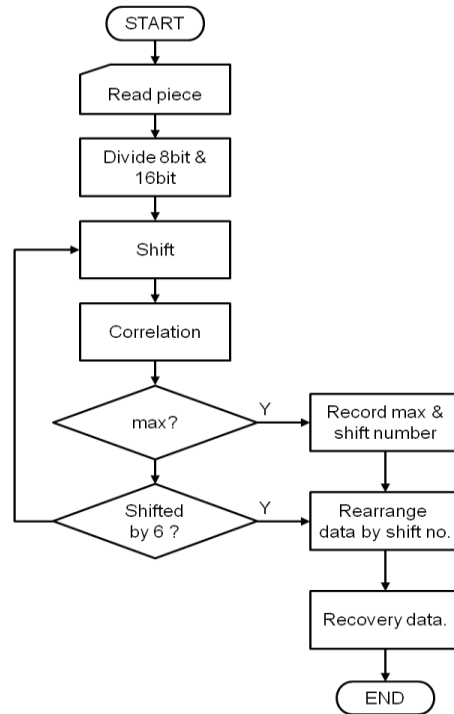 START
Read piece
Divide 8bit &
16bit
Shift
Correlation
max?
Y
Record max &
shift number
Shifted
by 6 ?
Y
Rearrange
data by shift no.
Recovery data.
END